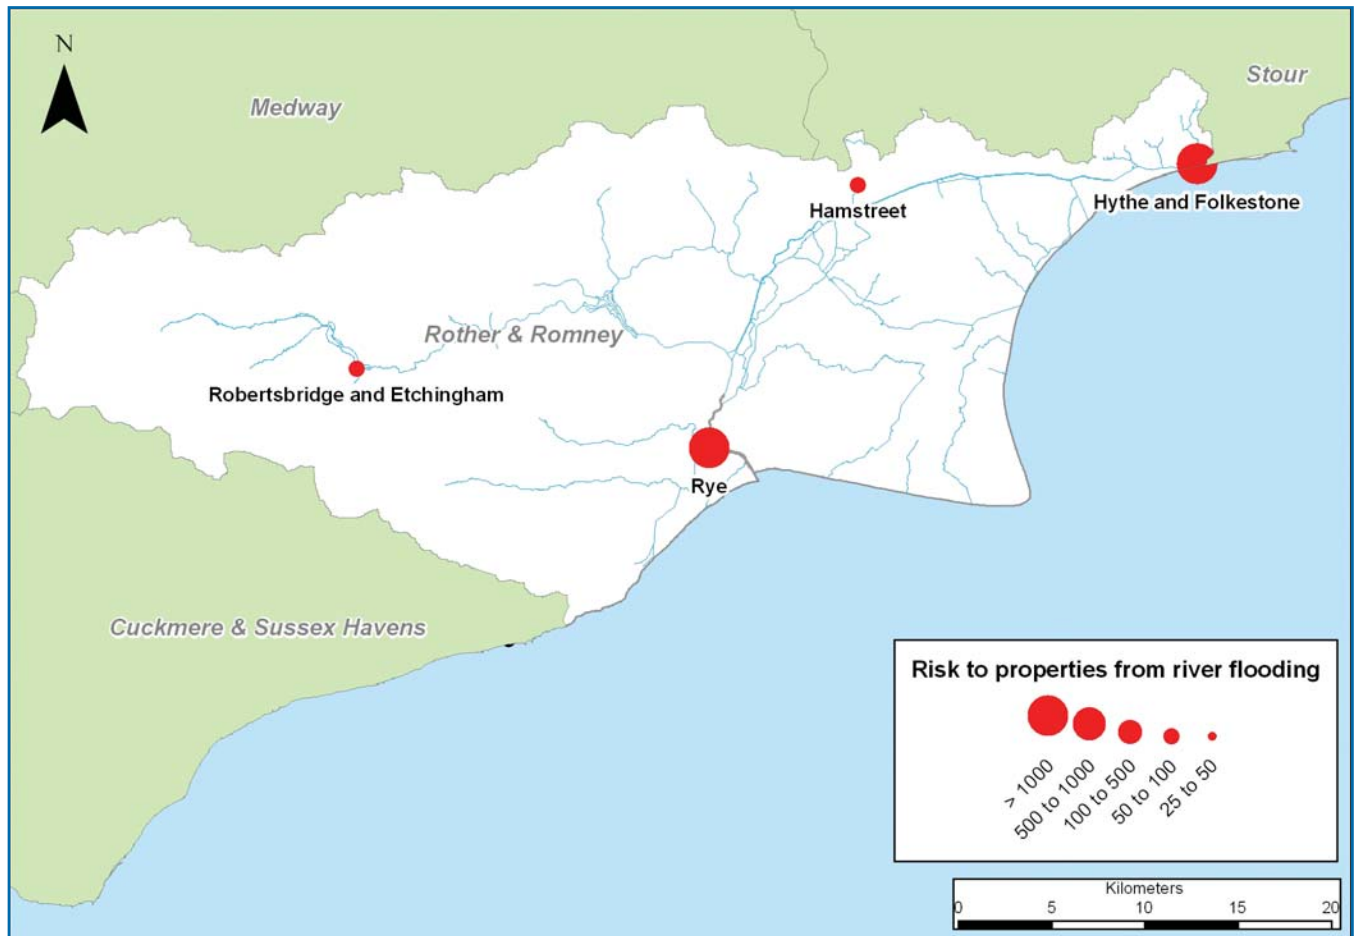 N
Stour
Medway
Hamstreet
Hythe and Folkestone
Rother & Romney
Robertsbridge and Etchingham
Rye
Cuckmere & Sussex Havens
Risk to properties from river flooding
> 1000
500 to 1000
100 to 500
50 to 100
25 to 50
Kilometers
0 5 10 15 20